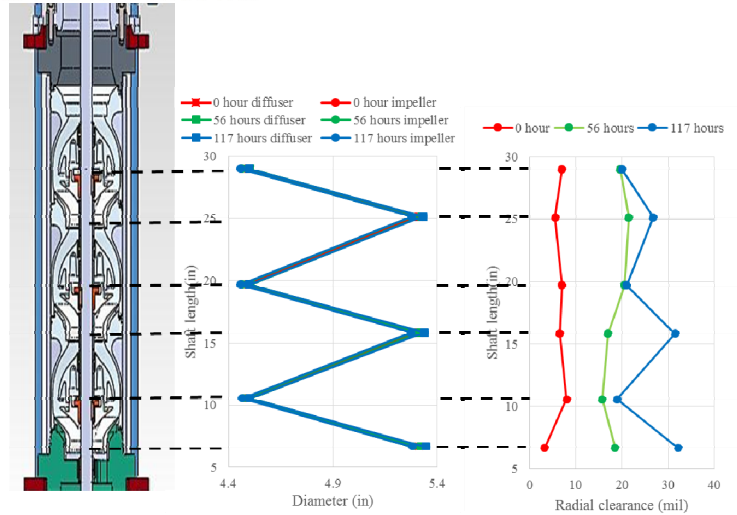 0 hour diffuser 0 hour impeller
56 hours diffuser 56 hours impeller
117 hours diffuser 117 hours impeller
30
25
20
15
10
5
Shaft length(in)
4.4 4.9 5.4
Diameter (in)
0 hour 56 hours 117 hours
30
25
20
15
10
5
Shaft length(in)
0 10 20 30 40
Radial clearance (mil)